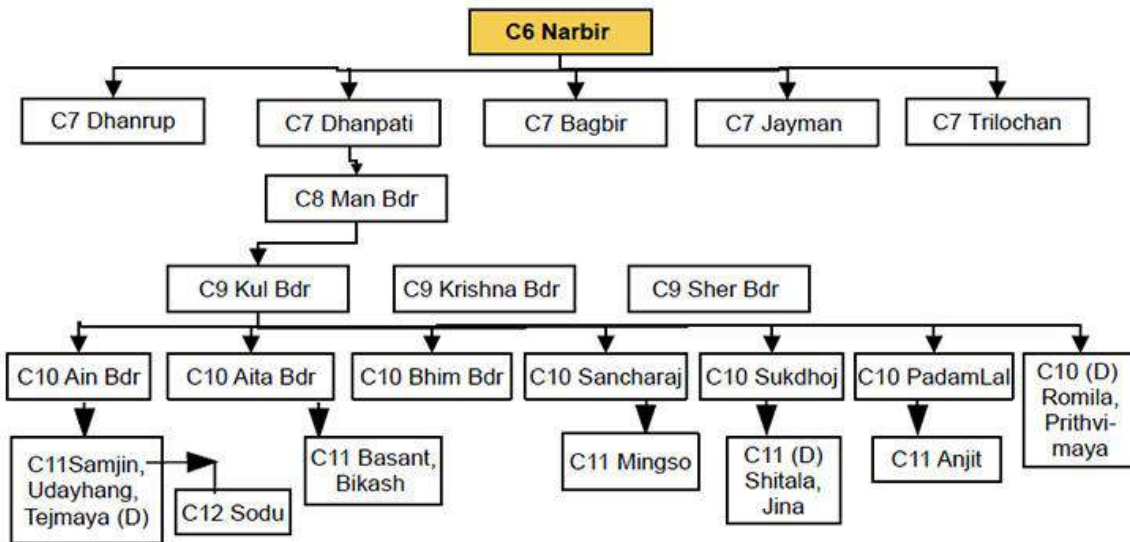 C6 Narbir
C7 Dhanrup
C7 Dhanpati
C7 Bagbir
C7 Jayman
C7 Trilochan
C8 Man Bdr
C9 Kul Bdr
C9 Krishna Bdr
C9 Sher Bdr
C10 Ain Bdr
C10 Aita Bdr
C10 Bhim Bdr
C10 Sancharaj
C10 Sukdhoj
C10 PadamLal
C10 (D)
Romila,
Prithvi-
maya
C11Samjin,
Udayhang,
Tejmaya (D)
C12 Sodu
C11 Basant,
Bikash
C11 Mingso
C11 (D)
Shitala,
Jina
C11 Anjit